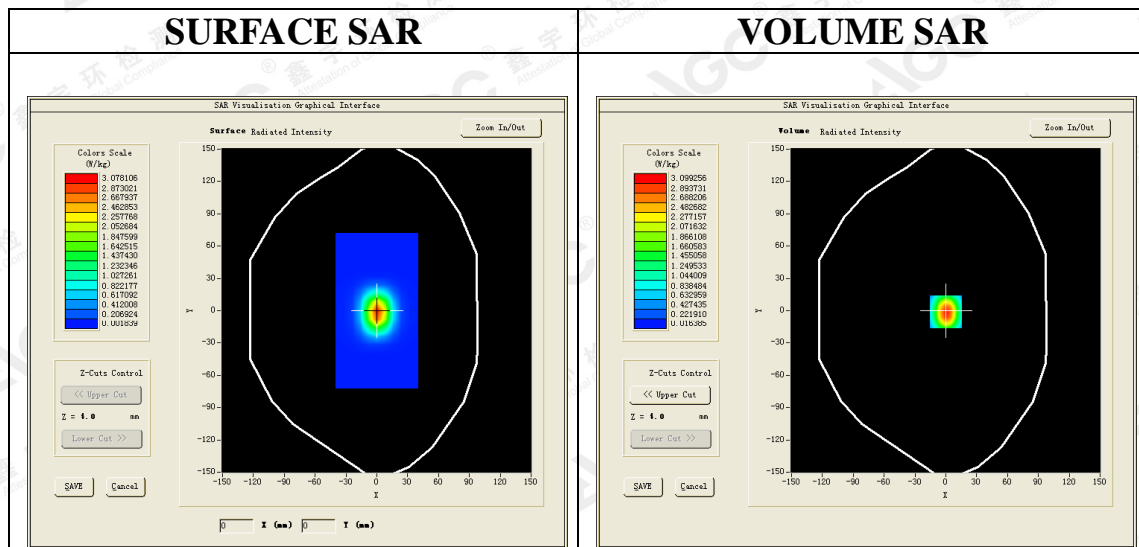 SURFACE SAR
VOLUME SAR
SAR Visualisation Graphical Interface
Surface Radiated Intensity
Zoom In/Out
Colors Scale
(W/kg)
3.078106
2.873021
2.667937
2.462853
2.257768
2.052684
1.847599
1.642515
1.437430
1.232346
1.027261
0.822177
0.617092
0.412008
0.206924
0.001839
Z-Cuts Control
<< Upper Cut
Z = 4.0 mm
Lower Cut >>
SAVE
Cancel
150
120
90
60
30
0
-30
-60
-90
-120
-150
Y
-150 -120 -90 -60 -30 0 30 60 90 120 150
X
0 X (mm) 0 Y (mm)
SAR Visualisation Graphical Interface
Volume Radiated Intensity
Zoom In/Out
Colors Scale
(W/kg)
3.099256
2.893731
2.688206
2.482682
2.277157
2.071632
1.866108
1.660583
1.455058
1.249533
1.044009
0.838484
0.632959
0.427435
0.221910
0.016385
Z-Cuts Control
<< Upper Cut
Z = 4.0 mm
Lower Cut >>
SAVE
Cancel
150
120
90
60
30
0
-30
-60
-90
-120
-150
Y
-150 -120 -90 -60 -30 0 30 60 90 120 150
X